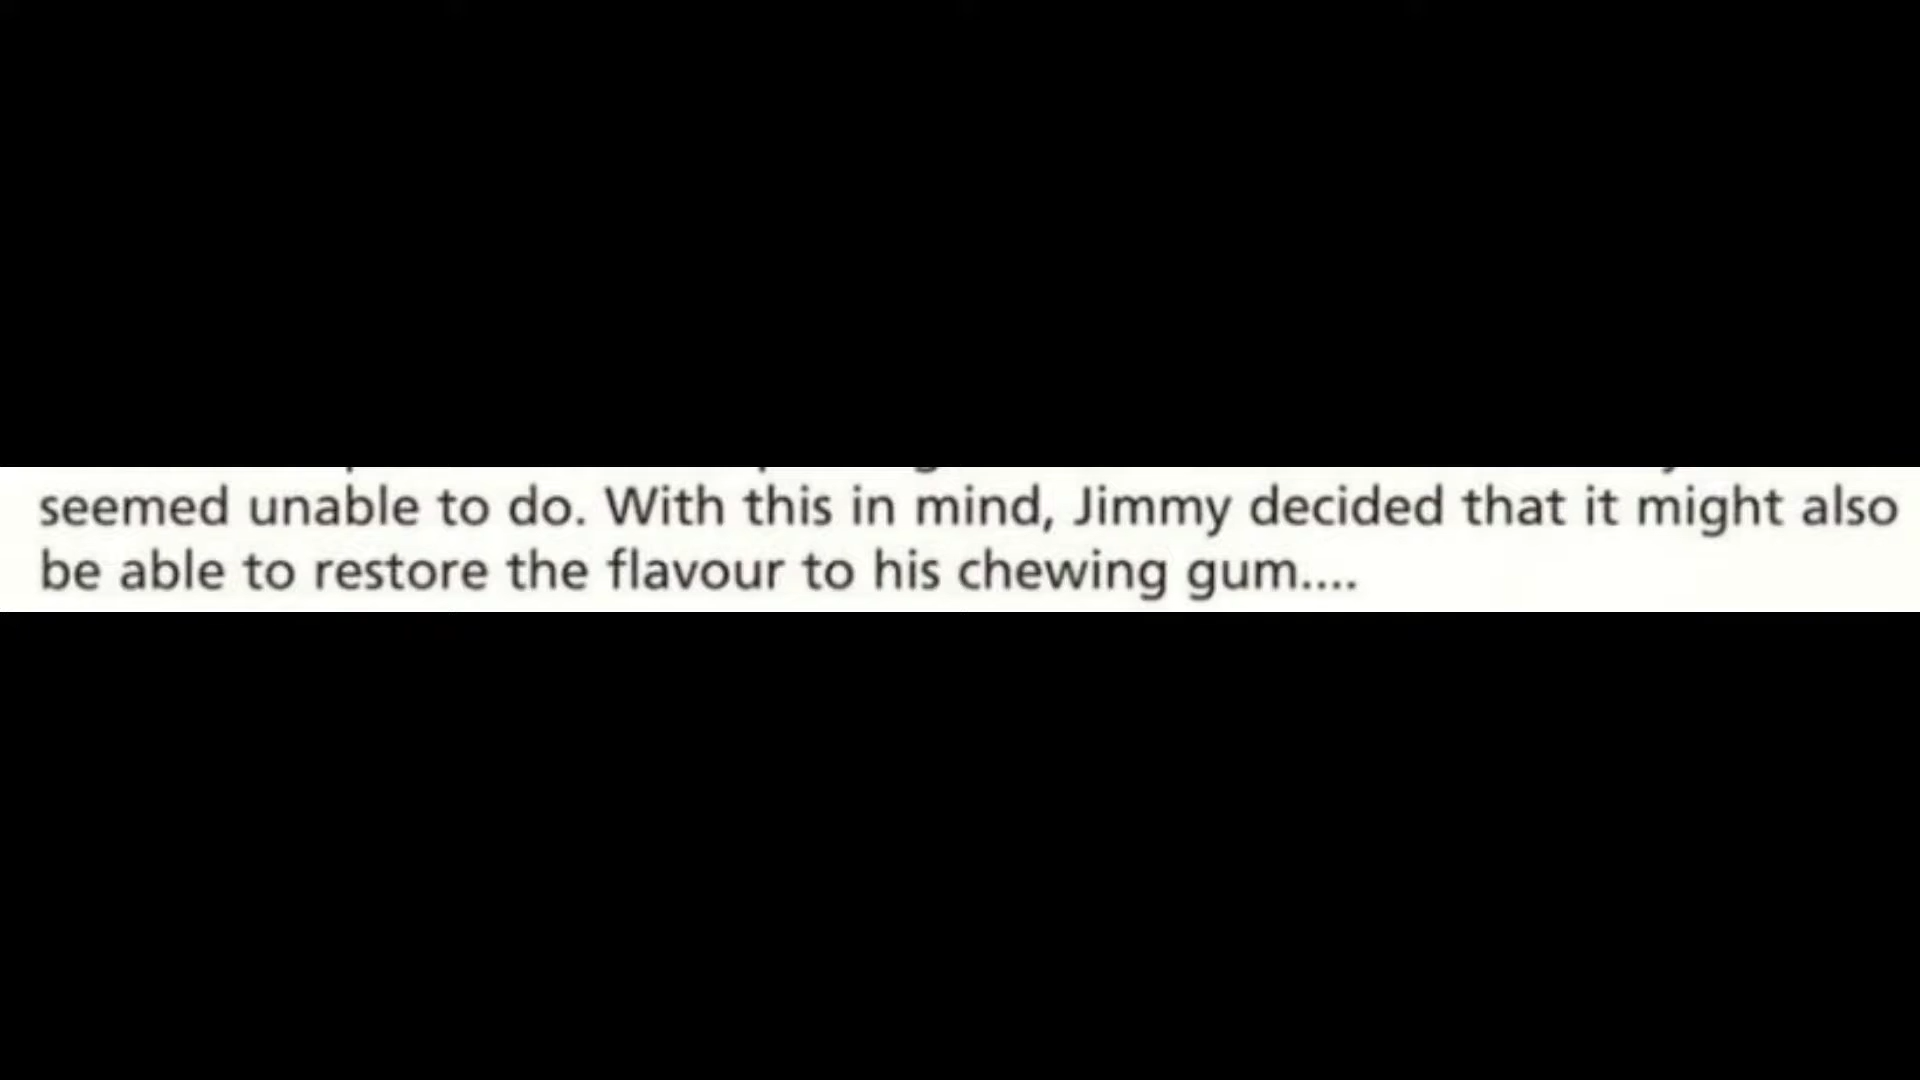 seemed unable to do. With this in mind, Jimmy decided that it might also
be able to restore the flavour to his chewing gum....